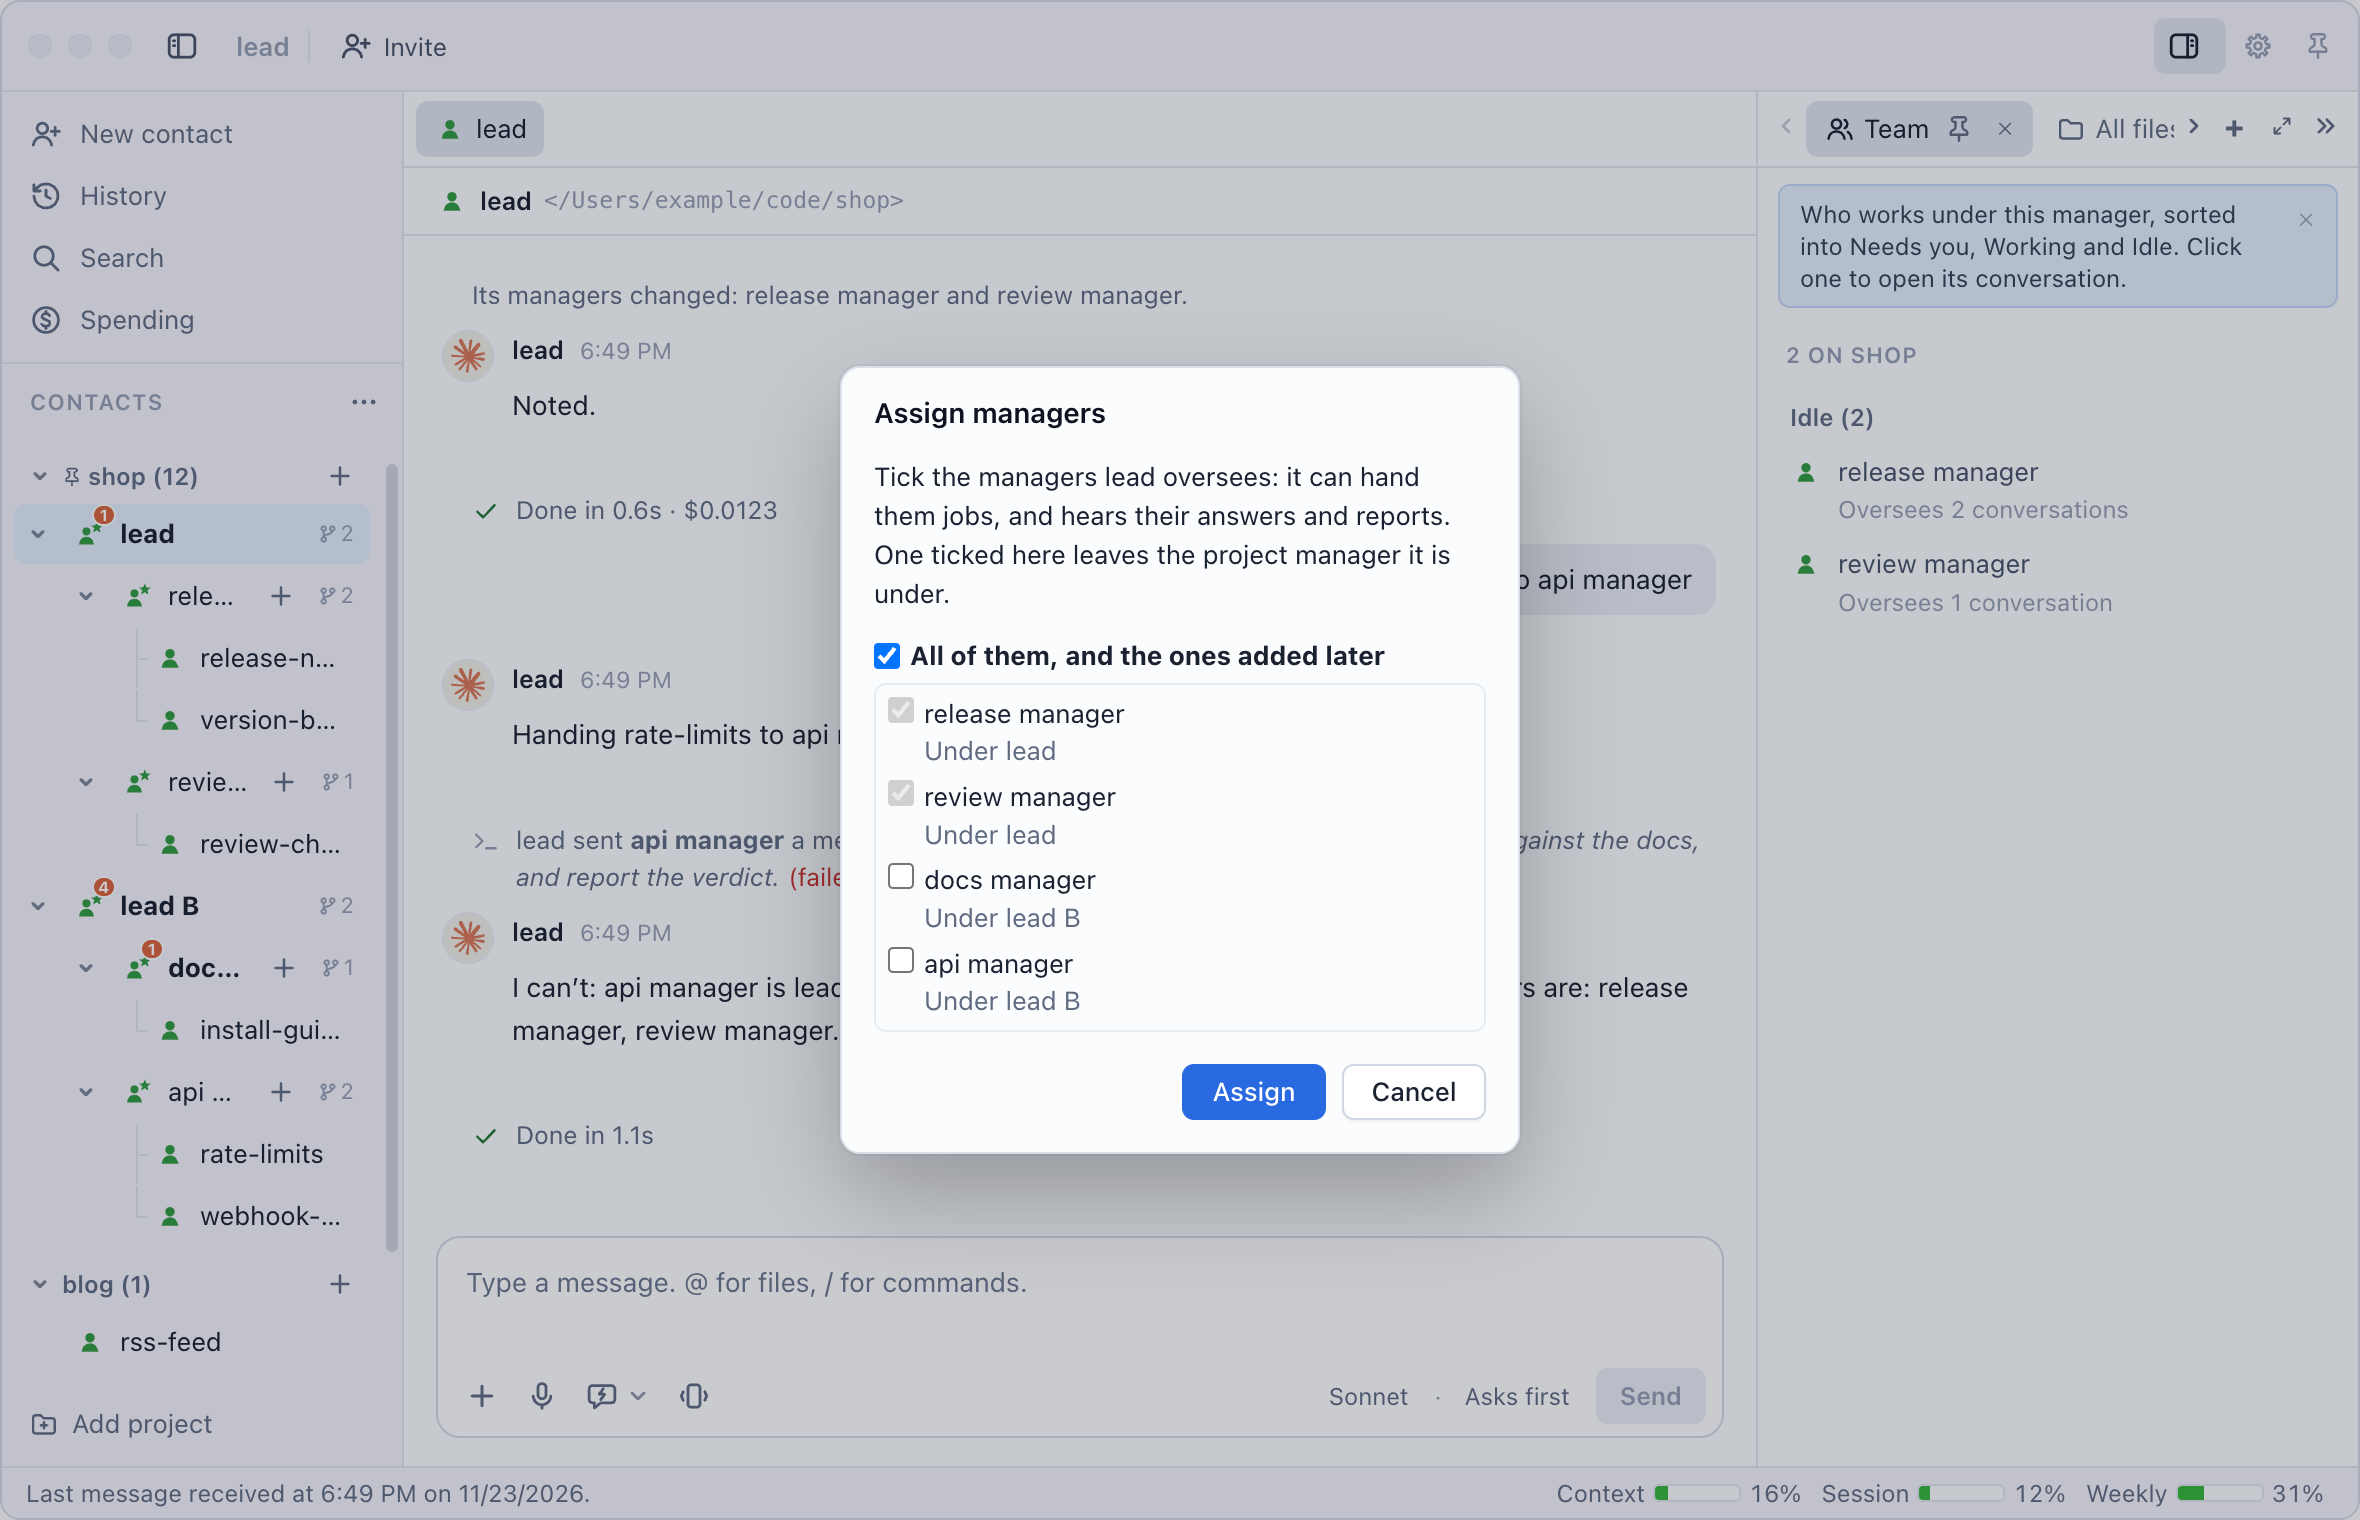 lead
Invite
New contact
History
Search
Spending
CONTACTS
shop (12)
1
lead
2
rele...
2
release-n...
version-b...
revie...
1
review-ch...
4
lead B
2
1
doc...
1
install-gui...
api ...
2
rate-limits
webhook-...
blog (1)
rss-feed
Add project
lead
lead </Users/example/code/shop>
Its managers changed: release manager and review manager.
lead 6:49 PM
Noted.
Done in 0.6s · $0.0123
api manager
lead 6:49 PM
Handing rate-limits to api
lead sent api manager a
against the docs,
and report the verdict.
lead 6:49 PM
I can’t: api manager is
are: release
manager, review manager.
Done in 1.1s
Type a message. @ for files, / for commands.
Sonnet · Asks first
Send
Assign managers
Tick the managers lead oversees: it can hand
them jobs, and hears their answers and reports.
One ticked here leaves the project manager it is
under.
All of them, and the ones added later
release manager
Under lead
review manager
Under lead
docs manager
Under lead B
api manager
Under lead B
Assign
Cancel
Team
All files
Who works under this manager, sorted
into Needs you, Working and Idle. Click
one to open its conversation.
2 ON SHOP
Idle (2)
release manager
Oversees 2 conversations
review manager
Oversees 1 conversation
Last message received at 6:49 PM on 11/23/2026.
Context 16% Session 12% Weekly 31%